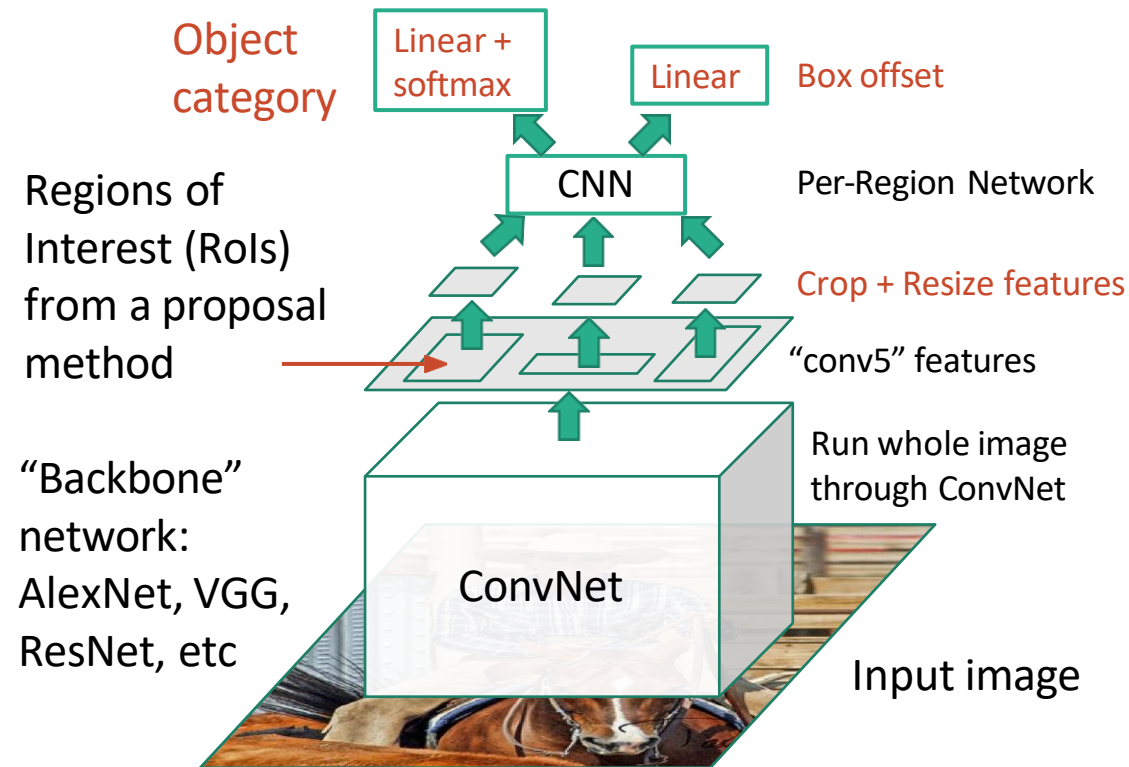 Object
category
Linear +
softmax
Linear
Box offset
CNN
Per-Region Network
Regions of
Interest (RoIs)
from a proposal
method
Crop + Resize features
“conv5” features
Run whole image
through ConvNet
“Backbone”
network:
AlexNet, VGG,
ResNet, etc
ConvNet
Input image